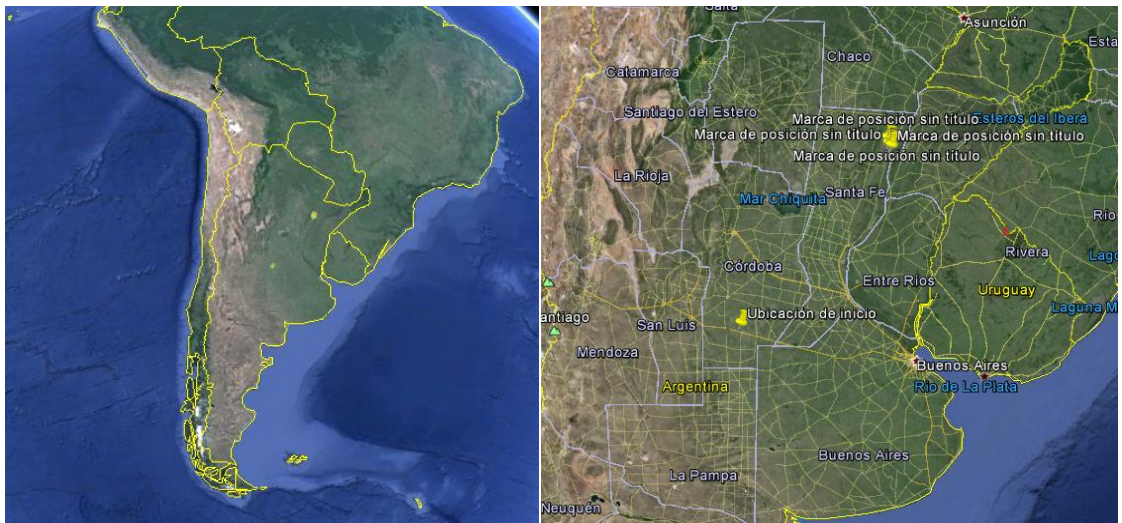 Salta
Asunción
Chaco
Esta
Catamarca
Santiago del Estero
Marca de posición sin título
Esteros del Ibera
Marca de posición sin título
Marca de posición sin título
Marca de posición sin título
La Rioja
Mar Chiquita
Santa Fe
Río
Rivera
Lago
Córdoba
Entre Ríos
Uruguay
Laguna M
antiago
Ubicación de inicio
San Luis
Mendoza
Buenos Aires
Río de La Plata
Argentina
Buenos Aires
La Pampa
Neuquén